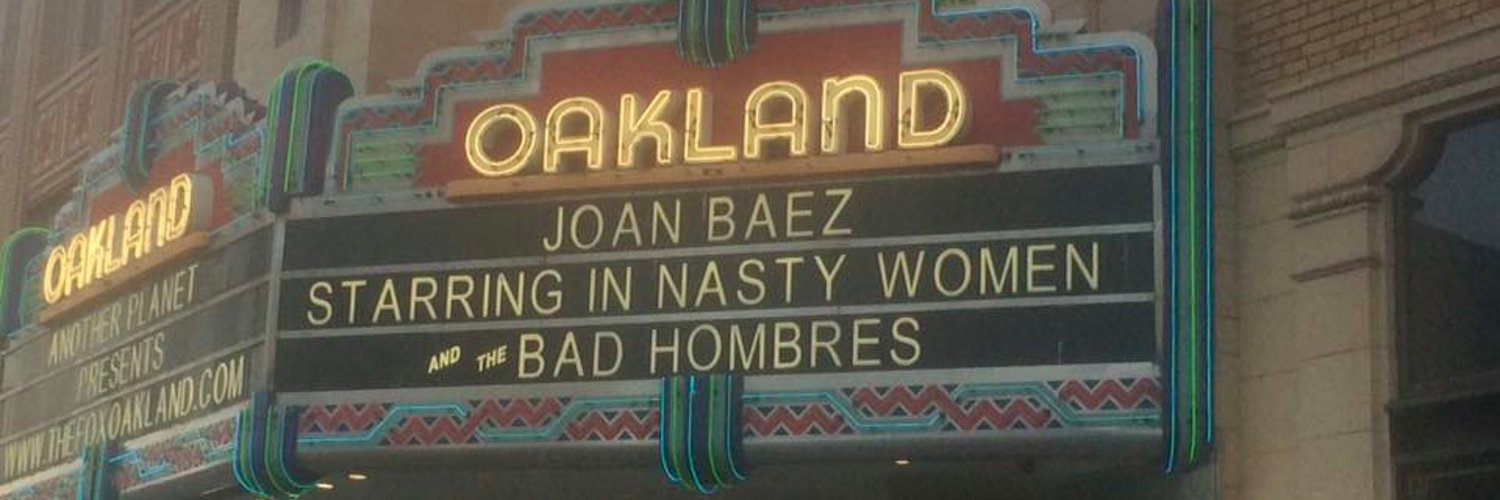 OAKLAND
ANOTHER PLANET
PRESENTS
WWW.THEFOXOAKLAND.COM
OAKLAND
JOAN BAEZ
STARRING IN NASTY WOMEN
AND THE BAD HOMBRES